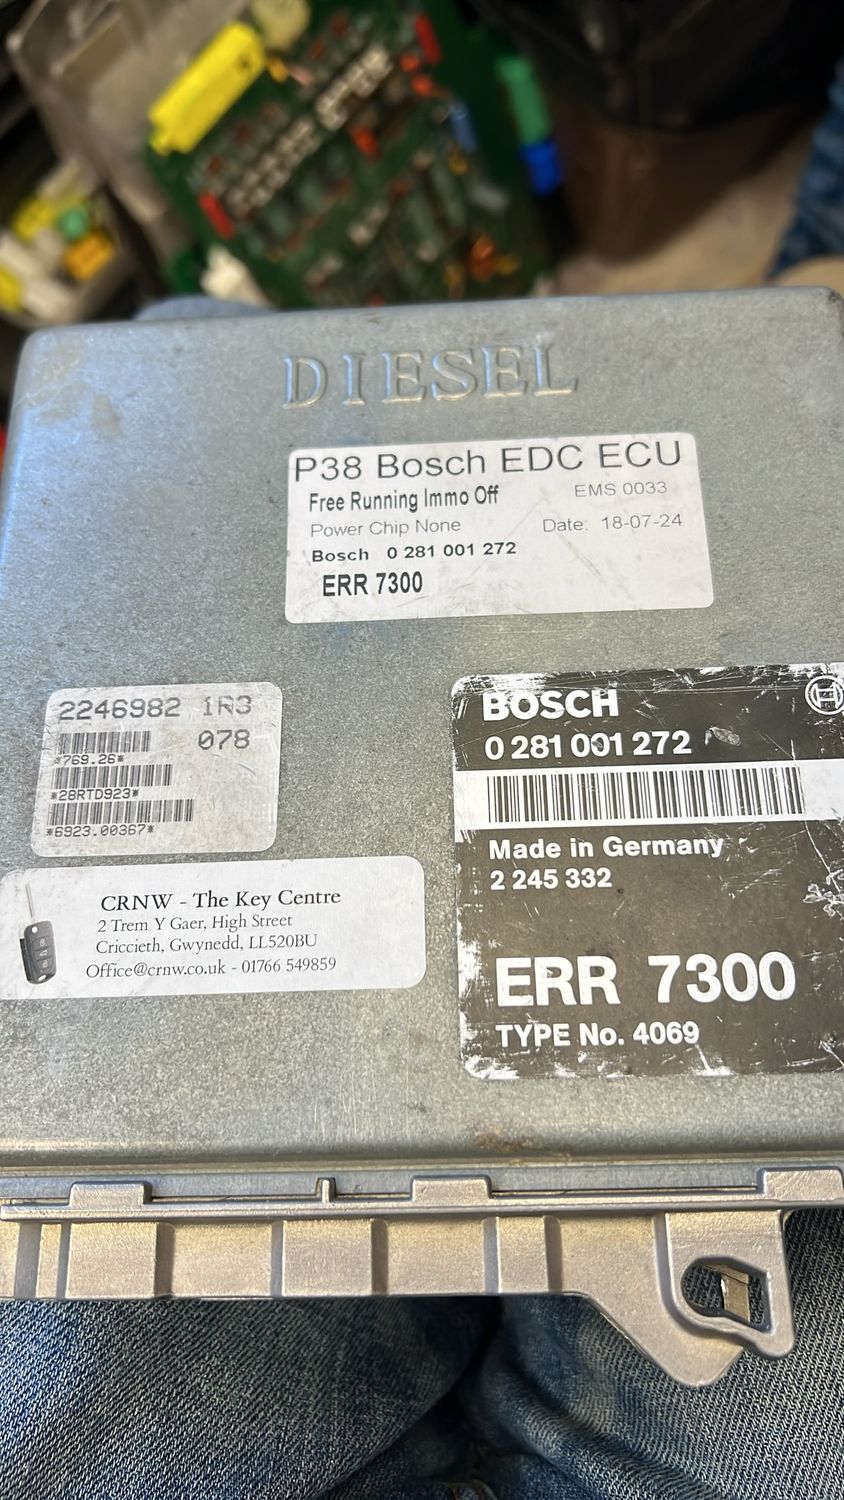 DIESEL
P38 Bosch EDC ECU
Free Running Immo Off EMS 0033
Power Chip None Date: 18-07-24
Bosch 0 281 001 272
ERR 7300
2246982 1R3
078
*769.26*
*28RTD923*
*6923.00367*
BOSCH
0 281 001 272
Made in Germany
2 245 332
ERR 7300
TYPE No. 4069
CRNW - The Key Centre
2 Trem Y Gaer, High Street
Criccieth, Gwynedd, LL520BU
Office@crnw.co.uk - 01766 549859